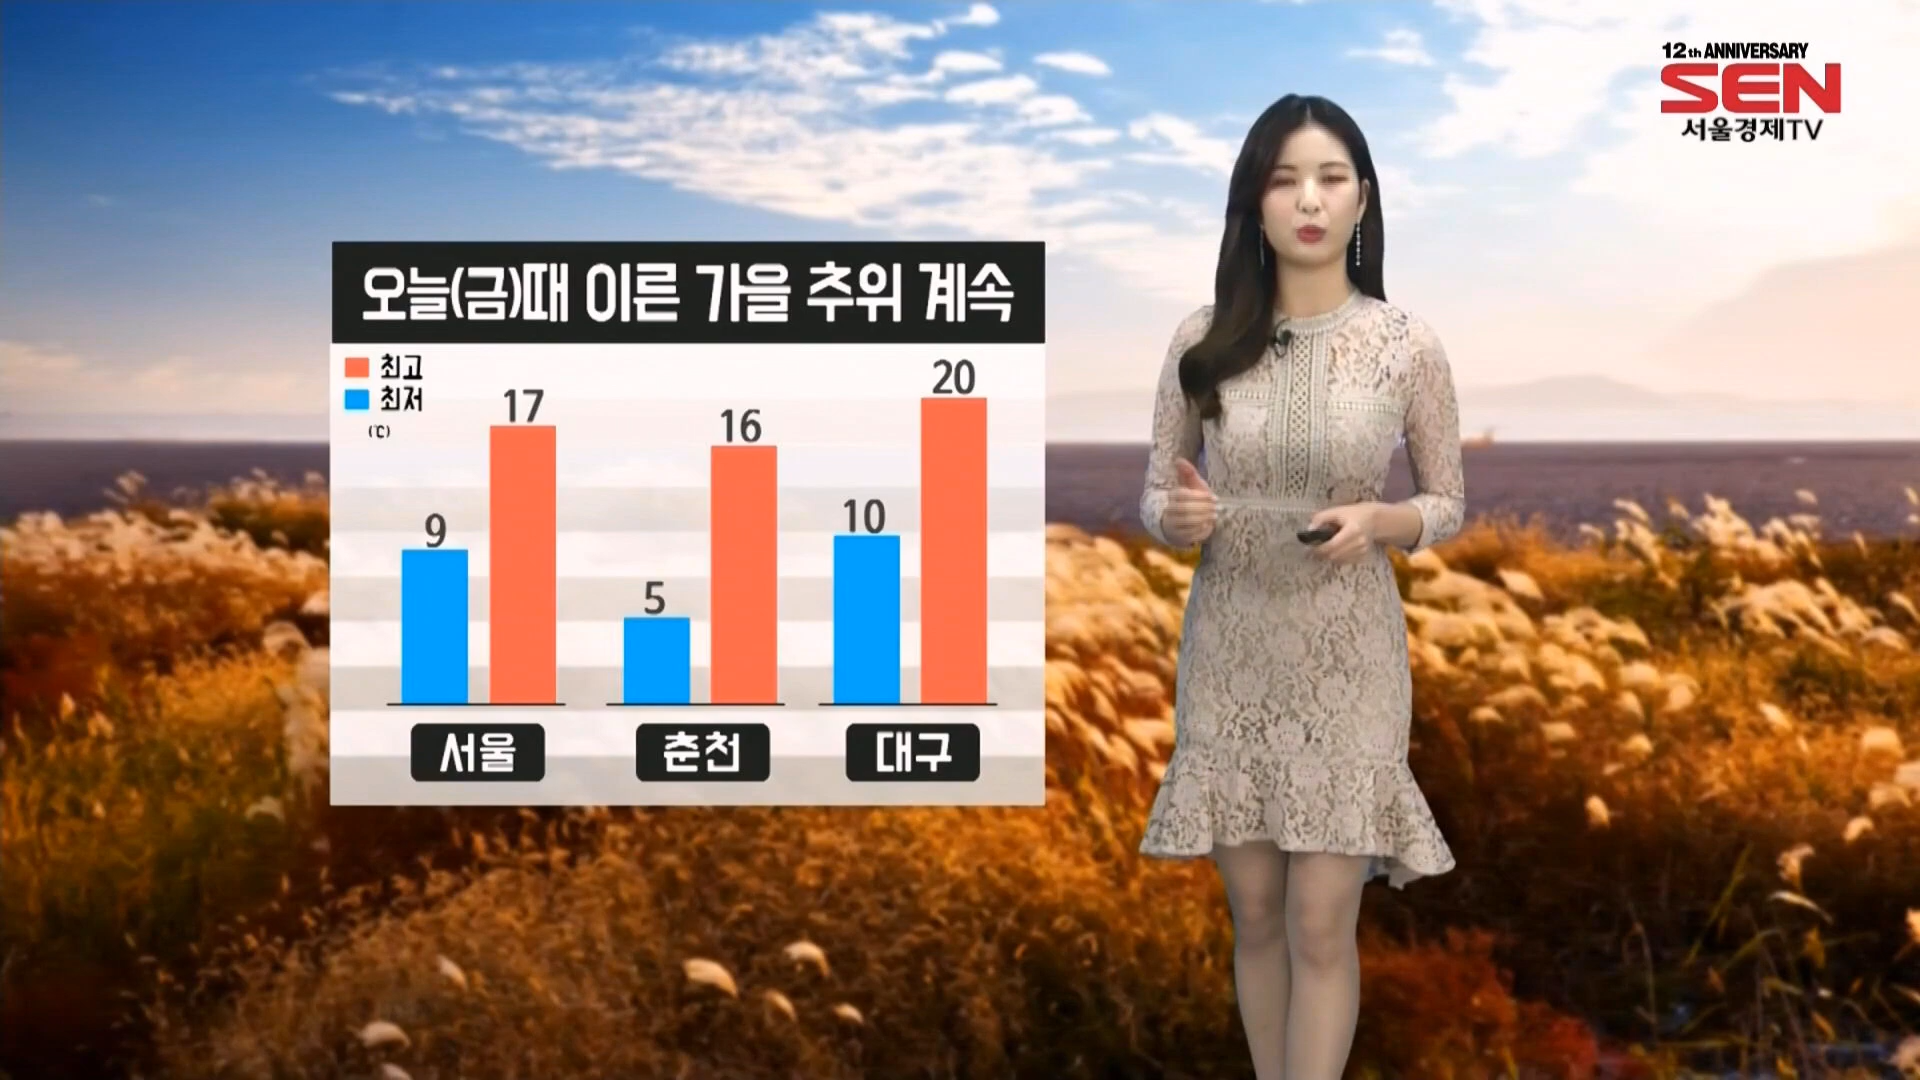 12th ANNIVERSARY
SEN
서울경제TV
오늘(금)때 이른 가을 추위 계속
최고
최저
(℃)
9
17
5
16
10
20
서울
춘천
대구